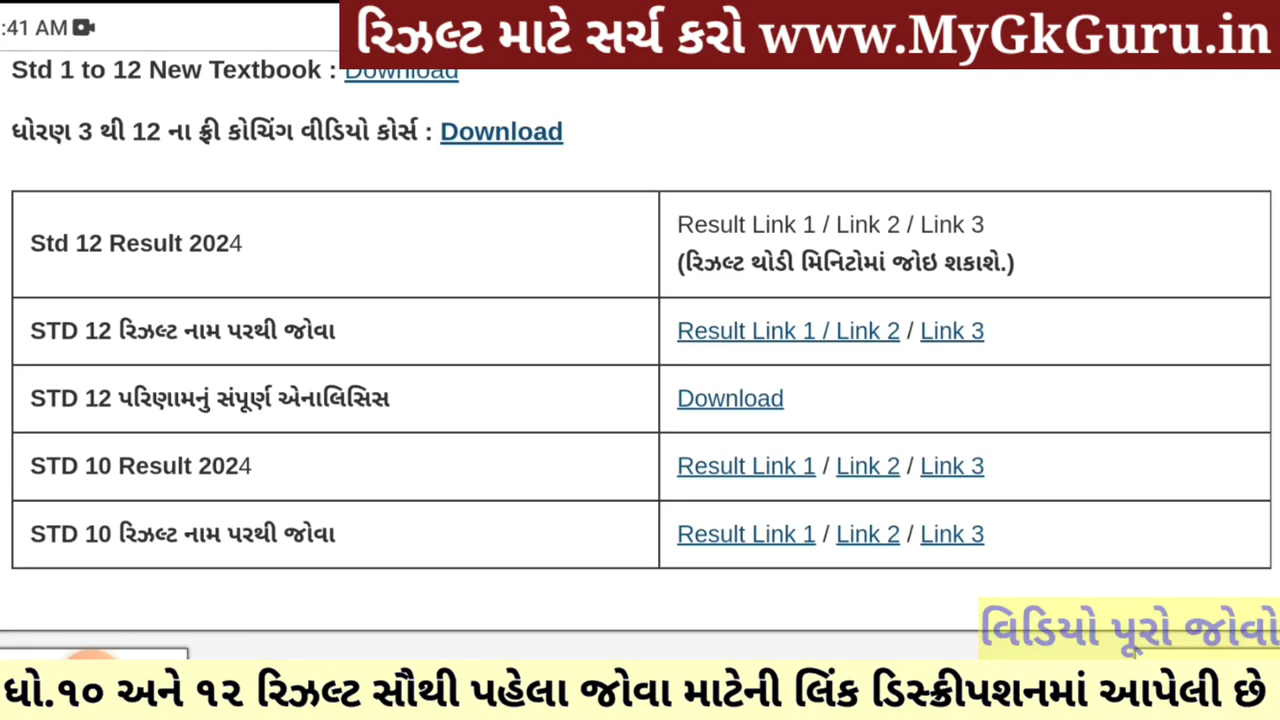 :41 AM
રિઝલ્ટ માટે સર્ચ કરો www.MyGkGuru.in
Std 1 to 12 New Textbook : Download
ધોરણ 3 થી 12 ના ફ્રી કોચિંગ વીડિયો કોર્સ : Download
Std 12 Result 2024
Result Link 1 / Link 2 / Link 3
(રિઝલ્ટ થોડી મિનિટોમાં જોઇ શકાશે.)
STD 12 રિઝલ્ટ નામ પરથી જોવા
Result Link 1 / Link 2 / Link 3
STD 12 પરિણામનું સંપૂર્ણ એનાલિસિસ
Download
STD 10 Result 2024
Result Link 1 / Link 2 / Link 3
STD 10 રિઝલ્ટ નામ પરથી જોવા
Result Link 1 / Link 2 / Link 3
વિડિયો પૂરો જોવો
ધો.૧૦ અને ૧૨ રિઝલ્ટ સૌથી પહેલા જોવા માટેની લિંક ડિસ્ક્રીપશનમાં આપેલી છે